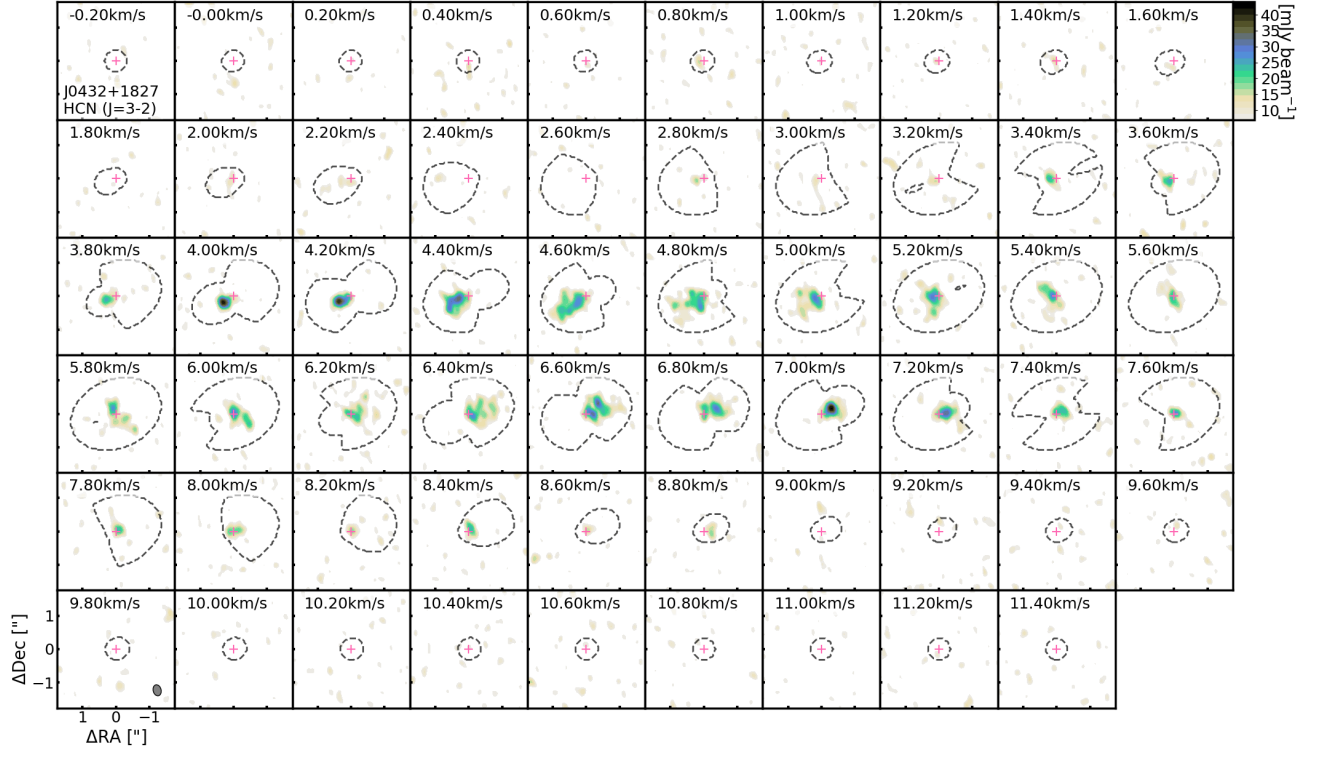 -0.20km/s -0.00km/s 0.20km/s 0.40km/s 0.60km/s 0.80km/s 1.00km/s 1.20km/s 1.40km/s 1.60km/s
J0432+1827
HCN (J=3-2)
40
35
30
25
20
15
10
[mJy beam⁻¹]
1.80km/s 2.00km/s 2.20km/s 2.40km/s 2.60km/s 2.80km/s 3.00km/s 3.20km/s 3.40km/s 3.60km/s
3.80km/s 4.00km/s 4.20km/s 4.40km/s 4.60km/s 4.80km/s 5.00km/s 5.20km/s 5.40km/s 5.60km/s
5.80km/s 6.00km/s 6.20km/s 6.40km/s 6.60km/s 6.80km/s 7.00km/s 7.20km/s 7.40km/s 7.60km/s
7.80km/s 8.00km/s 8.20km/s 8.40km/s 8.60km/s 8.80km/s 9.00km/s 9.20km/s 9.40km/s 9.60km/s
9.80km/s 10.00km/s 10.20km/s 10.40km/s 10.60km/s 10.80km/s 11.00km/s 11.20km/s 11.40km/s
1
0
−1
ΔDec ["]
1 0 −1
ΔRA ["]